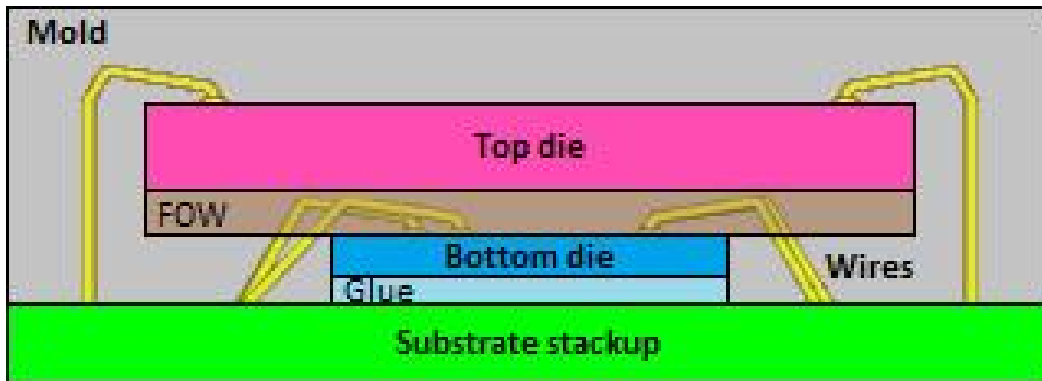 Mold
Top die
FOW
Bottom die
Wires
Glue
Substrate stackup